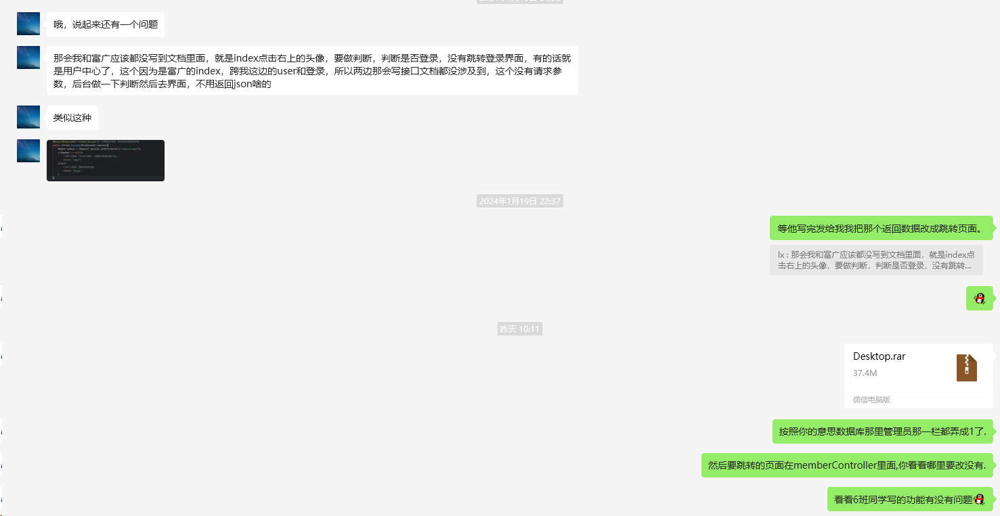 哦，说起来还有一个问题
那会我和富广应该都没写到文档里面，就是index点击右上的头像，要做判断，判断是否登录，没有跳转登录界面，有的话就
是用户中心了，这个因为是富广的index，跨我这边的user和登录，所以两边那会写接口文档都没涉及到，这个没有请求参
数，后台做一下判断然后去界面，不用返回json啥的
类似这种
2024年1月19日 22:37
等他写完发给我我把那个返回数据改成跳转页面。
lx : 那会我和富广应该都没写到文档里面，就是index点
击右上的头像，要做判断，判断是否登录，没有跳转...
昨天 10:11
Desktop.rar
37.4M
微信电脑版
按照你的意思数据库那里管理员那一栏都弄成1了.
然后要跳转的页面在memberController里面,你看看哪里要改没有.
看看6班同学写的功能有没有问题